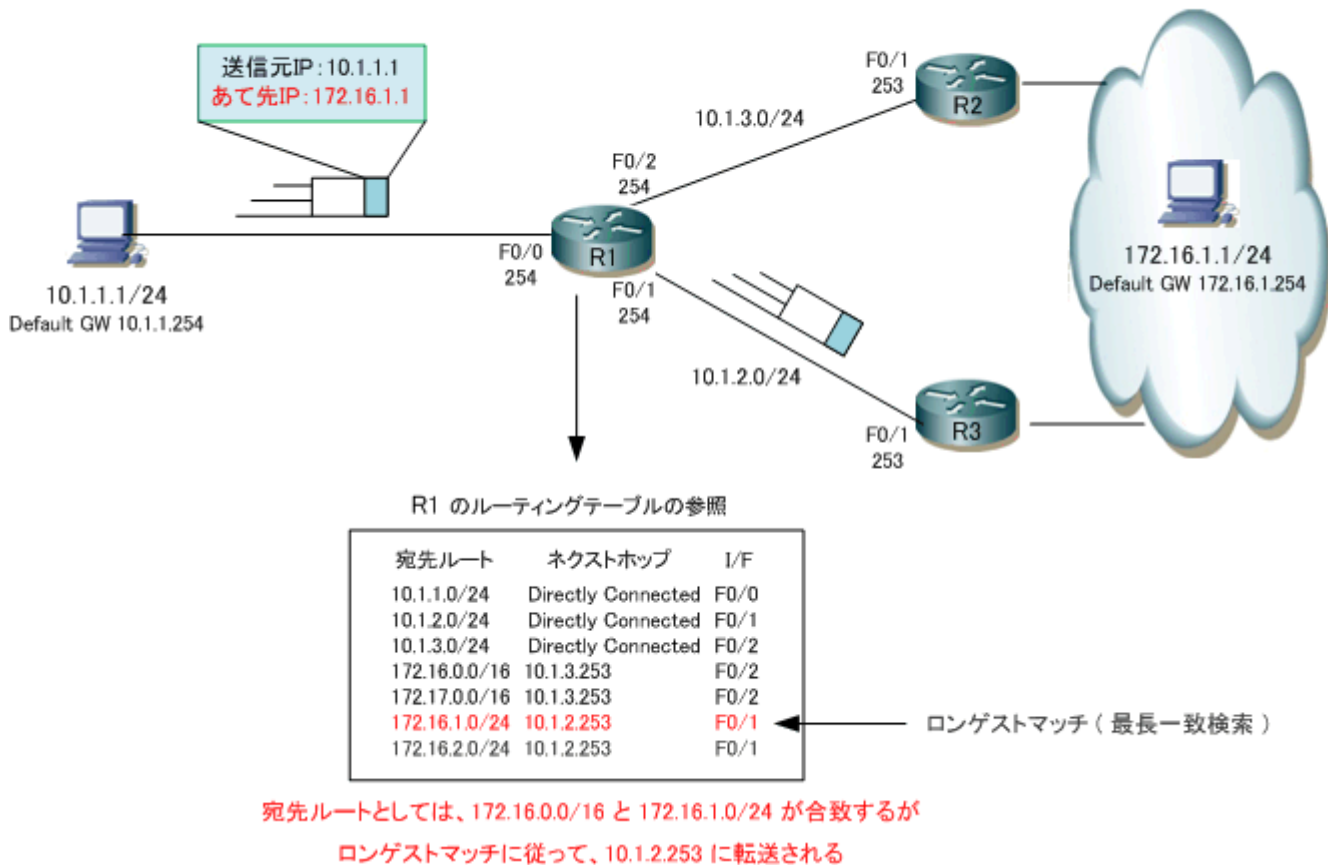 送信元IP:10.1.1.1
あて先IP:172.16.1.1
F0/1
253
R2
10.1.3.0/24
F0/2
254
R1
F0/0
254
F0/1
254
10.1.1.1/24
Default GW 10.1.1.254
172.16.1.1/24
Default GW 172.16.1.254
10.1.2.0/24
F0/1
253
R3
R1 のルーティングテーブルの参照
宛先ルート ネクストホップ I/F
10.1.1.0/24 Directly Connected F0/0
10.1.2.0/24 Directly Connected F0/1
10.1.3.0/24 Directly Connected F0/2
172.16.0.0/16 10.1.3.253 F0/2
172.17.0.0/16 10.1.3.253 F0/2
172.16.1.0/24 10.1.2.253 F0/1
172.16.2.0/24 10.1.2.253 F0/1
ロンゲストマッチ ( 最長一致検索 )
宛先ルートとしては、172.16.0.0/16 と 172.16.1.0/24 が合致するが
ロンゲストマッチに従って、10.1.2.253 に転送される